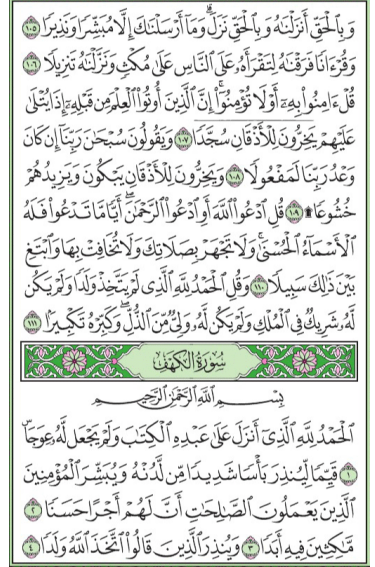 وَبِٱلْحَقِّ أَنزَلْنَٰهُ وَبِٱلْحَقِّ نَزَلَ ۗ وَمَآ أَرْسَلْنَٰكَ إِلَّا مُبَشِّرًا وَنَذِيرًا ١٠٥
وَقُرْءَانًا فَرَقْنَٰهُ لِتَقْرَأَهُۥ عَلَى ٱلنَّاسِ عَلَىٰ مُكْثٍ وَنَزَّلْنَٰهُ تَنزِيلًا ١٠٦
قُلْ ءَامِنُوا۟ بِهِۦٓ أَوْ لَا تُؤْمِنُوٓا۟ ۚ إِنَّ ٱلَّذِينَ أُوتُوا۟ ٱلْعِلْمَ مِن قَبْلِهِۦٓ إِذَا يُتْلَىٰ
عَلَيْهِمْ يَخِرُّونَ لِلْأَذْقَانِ سُجَّدًا ١٠٧ وَيَقُولُونَ سُبْحَٰنَ رَبِّنَآ إِن كَانَ
وَعْدُ رَبِّنَا لَمَفْعُولًا ١٠٨ وَيَخِرُّونَ لِلْأَذْقَانِ يَبْكُونَ وَيَزِيدُهُمْ
خُشُوعًا ۩ ١٠٩ قُلِ ٱدْعُوا۟ ٱللَّهَ أَوِ ٱدْعُوا۟ ٱلرَّحْمَٰنَ ۖ أَيًّا مَّا تَدْعُوا۟ فَلَهُ
ٱلْأَسْمَآءُ ٱلْحُسْنَىٰ ۚ وَلَا تَجْهَرْ بِصَلَاتِكَ وَلَا تُخَافِتْ بِهَا وَٱبْتَغِ
بَيْنَ ذَٰلِكَ سَبِيلًا ١١٠ وَقُلِ ٱلْحَمْدُ لِلَّهِ ٱلَّذِى لَمْ يَتَّخِذْ وَلَدًا وَلَمْ يَكُن
لَّهُۥ شَرِيكٌ فِى ٱلْمُلْكِ وَلَمْ يَكُن لَّهُۥ وَلِىٌّ مِّنَ ٱلذُّلِّ ۖ وَكَبِّرْهُ تَكْبِيرًۢا ١١١
سُورَةُ الكَهْفِ
بِسْمِ ٱللَّهِ ٱلرَّحْمَٰنِ ٱلرَّحِيمِ
ٱلْحَمْدُ لِلَّهِ ٱلَّذِىٓ أَنزَلَ عَلَىٰ عَبْدِهِ ٱلْكِتَٰبَ وَلَمْ يَجْعَل لَّهُۥ عِوَجَاۜ
١ قَيِّمًا لِّيُنذِرَ بَأْسًا شَدِيدًا مِّن لَّدُنْهُ وَيُبَشِّرَ ٱلْمُؤْمِنِينَ
ٱلَّذِينَ يَعْمَلُونَ ٱلصَّٰلِحَٰتِ أَنَّ لَهُمْ أَجْرًا حَسَنًا ٢
مَّٰكِثِينَ فِيهِ أَبَدًا ٣ وَيُنذِرَ ٱلَّذِينَ قَالُوا۟ ٱتَّخَذَ ٱللَّهُ وَلَدًا ٤